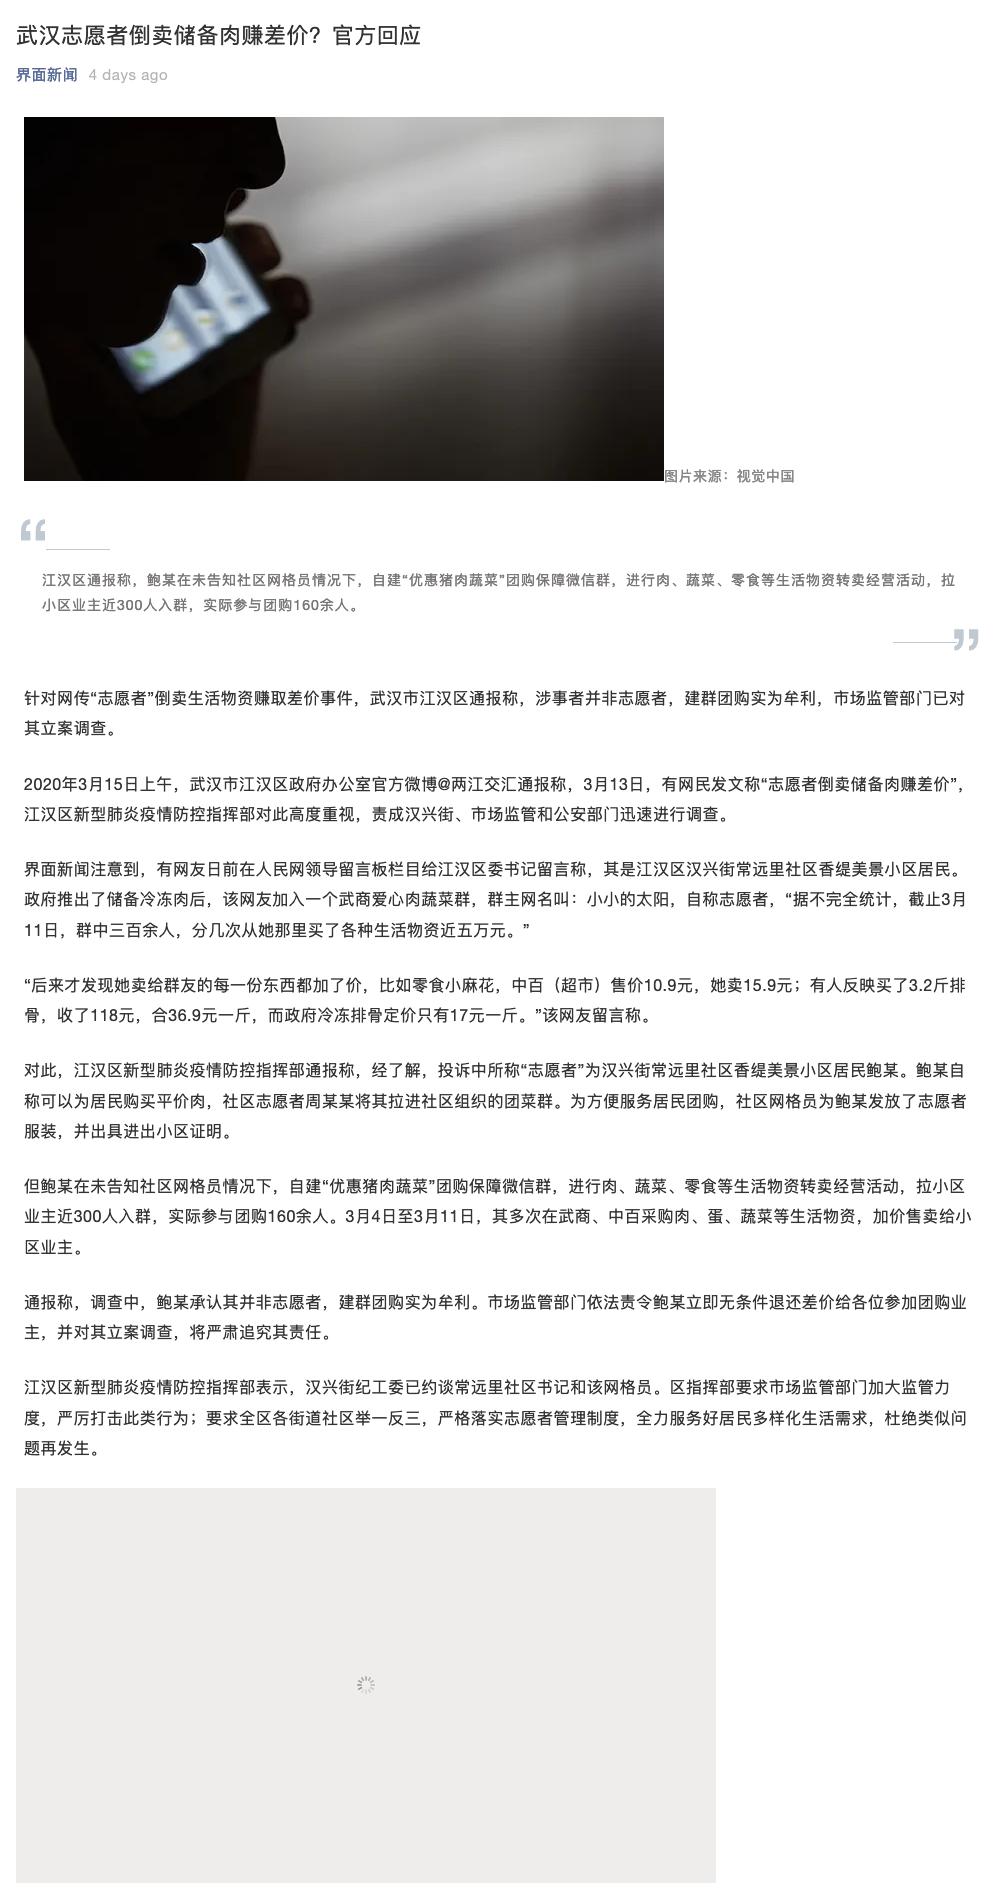 武汉志愿者倒卖储备肉赚差价？官方回应
界面新闻 4 days ago
图片来源：视觉中国
“
江汉区通报称，鲍某在未告知社区网格员情况下，自建“优惠猪肉蔬菜”团购保障微信群，进行肉、蔬菜、零食等生活物资转卖经营活动，拉
小区业主近300人入群，实际参与团购160余人。
”
针对网传“志愿者”倒卖生活物资赚取差价事件，武汉市江汉区通报称，涉事者并非志愿者，建群团购实为牟利，市场监管部门已对
其立案调查。
2020年3月15日上午，武汉市江汉区政府办公室官方微博@两江交汇通报称，3月13日，有网民发文称“志愿者倒卖储备肉赚差价”，
江汉区新型肺炎疫情防控指挥部对此高度重视，责成汉兴街、市场监管和公安部门迅速进行调查。
界面新闻注意到，有网友日前在人民网领导留言板栏目给江汉区委书记留言称，其是江汉区汉兴街常远里社区香缇美景小区居民。
政府推出了储备冷冻肉后，该网友加入一个武商爱心肉蔬菜群，群主网名叫：小小的太阳，自称志愿者，“据不完全统计，截止3月
11日，群中三百余人，分几次从她那里买了各种生活物资近五万元。”
“后来才发现她卖给群友的每一份东西都加了价，比如零食小麻花，中百（超市）售价10.9元，她卖15.9元；有人反映买了3.2斤排
骨，收了118元，合36.9元一斤，而政府冷冻排骨定价只有17元一斤。”该网友留言称。
对此，江汉区新型肺炎疫情防控指挥部通报称，经了解，投诉中所称“志愿者”为汉兴街常远里社区香缇美景小区居民鲍某。鲍某自
称可以为居民购买平价肉，社区志愿者周某某将其拉进社区组织的团菜群。为方便服务居民团购，社区网格员为鲍某发放了志愿者
服装，并出具进出小区证明。
但鲍某在未告知社区网格员情况下，自建“优惠猪肉蔬菜”团购保障微信群，进行肉、蔬菜、零食等生活物资转卖经营活动，拉小区
业主近300人入群，实际参与团购160余人。3月4日至3月11日，其多次在武商、中百采购肉、蛋、蔬菜等生活物资，加价售卖给小
区业主。
通报称，调查中，鲍某承认其并非志愿者，建群团购实为牟利。市场监管部门依法责令鲍某立即无条件退还差价给各位参加团购业
主，并对其立案调查，将严肃追究其责任。
江汉区新型肺炎疫情防控指挥部表示，汉兴街纪工委已约谈常远里社区书记和该网格员。区指挥部要求市场监管部门加大监管力
度，严厉打击此类行为；要求全区各街道社区举一反三，严格落实志愿者管理制度，全力服务好居民多样化生活需求，杜绝类似问
题再发生。